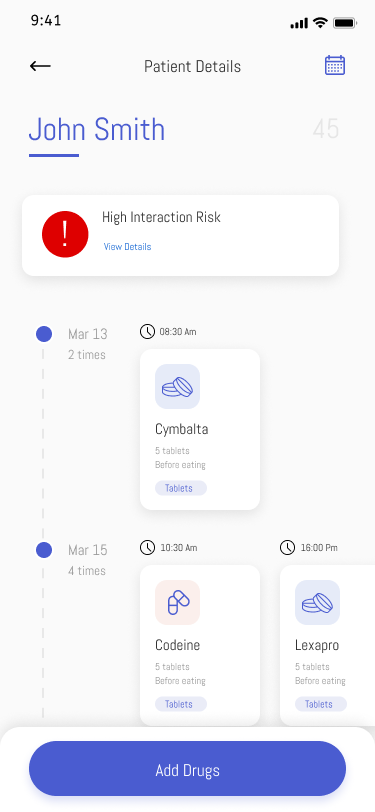 9:41
Patient Details
John Smith
45
!
High Interaction Risk
View Details
Mar 13
2 times
08:30 Am
Cymbalta
5 tablets
Before eating
Tablets
Mar 15
4 times
10:30 Am
Codeine
5 tablets
Before eating
Tablets
16:00 Pm
Lexapro
5 tablets
Before eating
Tablets
Add Drugs